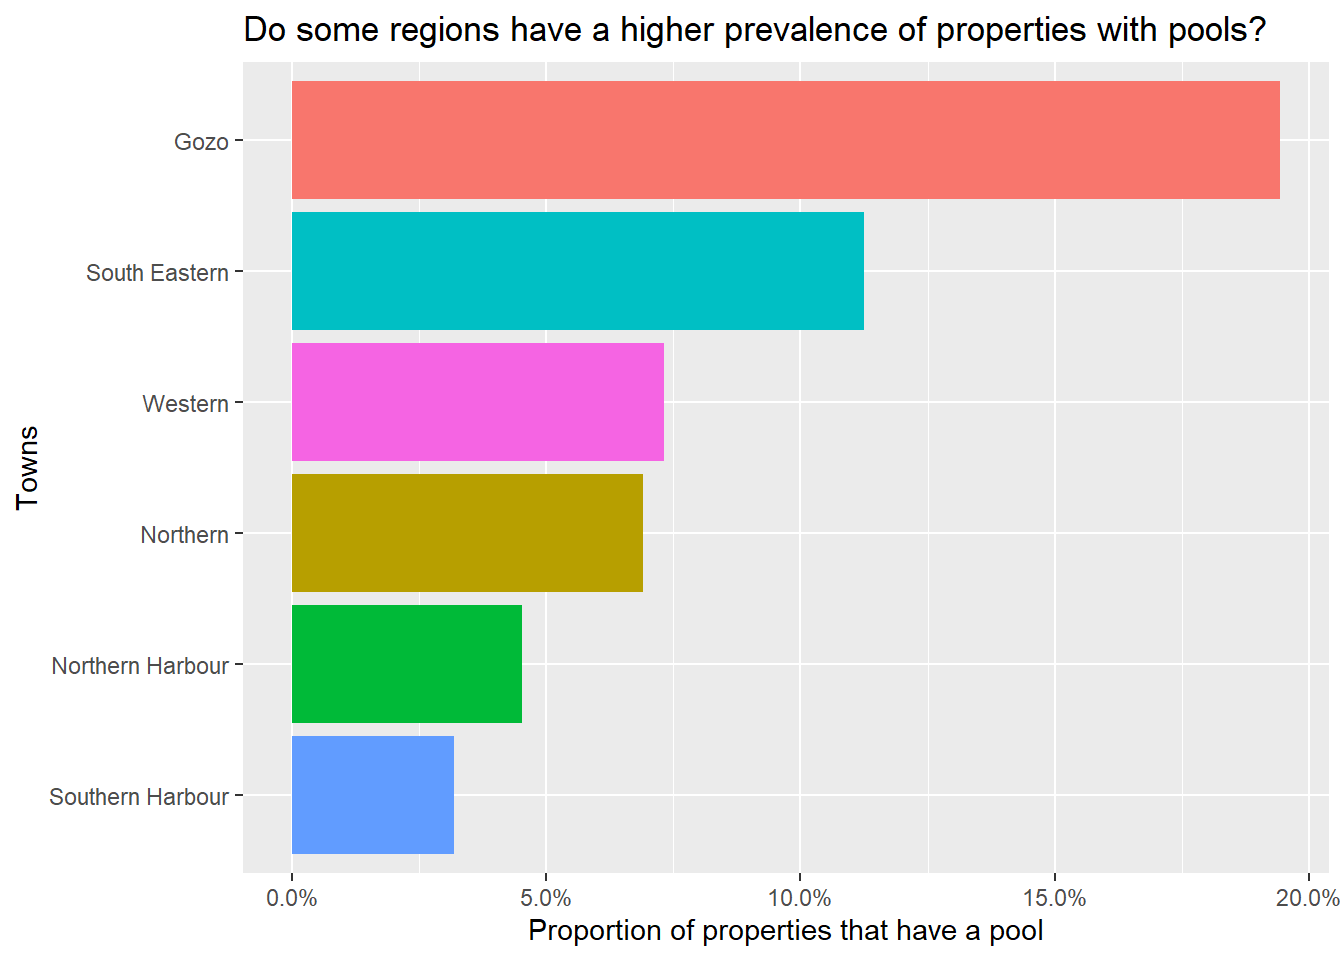 Do some regions have a higher prevalence of properties with pools?
Towns
Gozo
South Eastern
Western
Northern
Northern Harbour
Southern Harbour
0.0% 5.0% 10.0% 15.0% 20.0%
Proportion of properties that have a pool